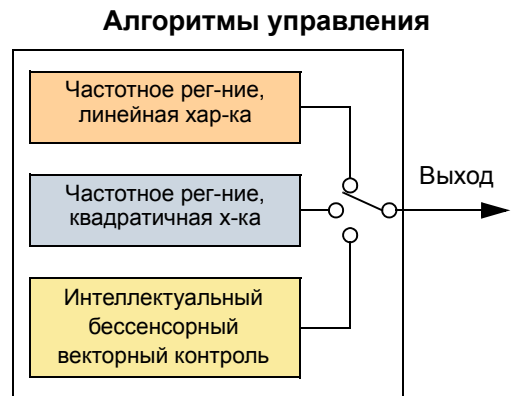 Алгоритмы управления
Частотное рег-ние,
линейная хар-ка
Частотное рег-ние,
квадратичная х-ка
Интеллектуальный
бессенсорный
векторный контроль
Выход